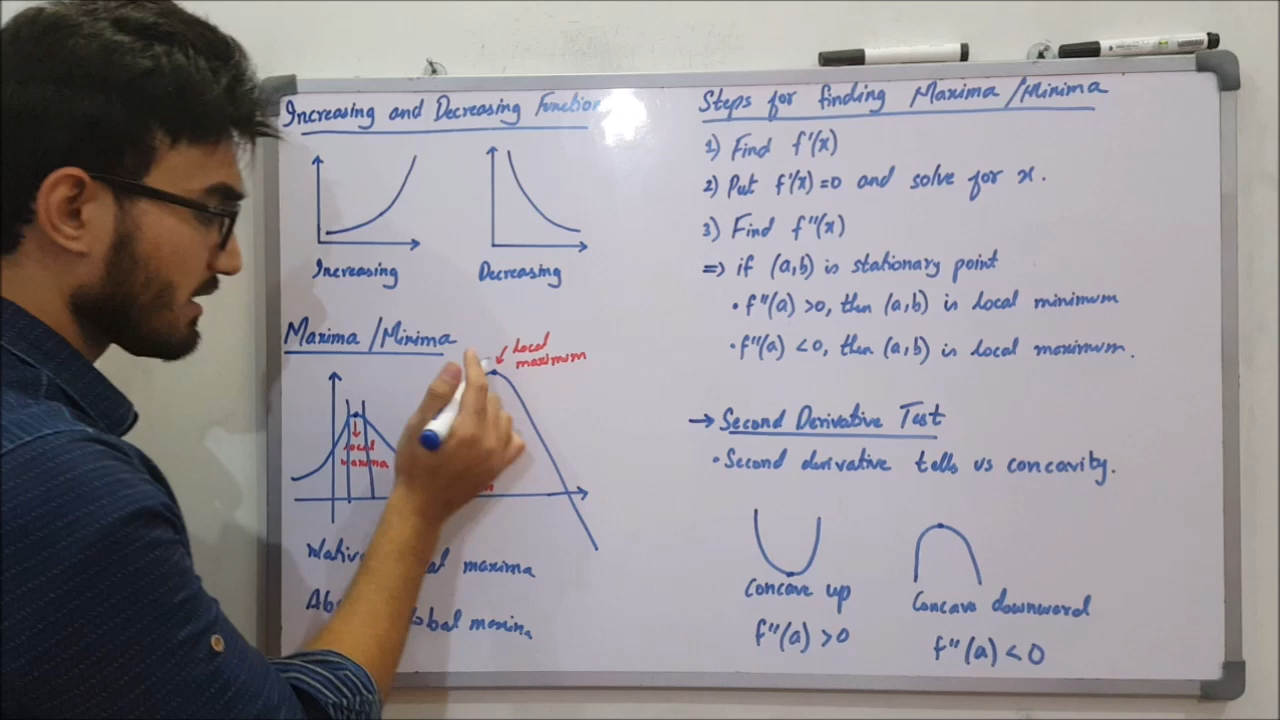 Increasing and Decreasing Function
Increasing
Decreasing
Maxima/Minima
local
maximum
local
maxima
maxima
maxima
Steps for finding Maxima/Minima
1) Find f'(x)
2) Put f'(x)=0 and solve for x.
3) Find f''(x)
=> if (a,b) is stationary point
• f''(a) >0, then (a,b) is local minimum
• f''(a) <0, then (a,b) is local maximum.
→ Second Derivative Test
• Second derivative tells us concavity.
Concave up
f''(a) >0
Concave downward
f''(a) <0